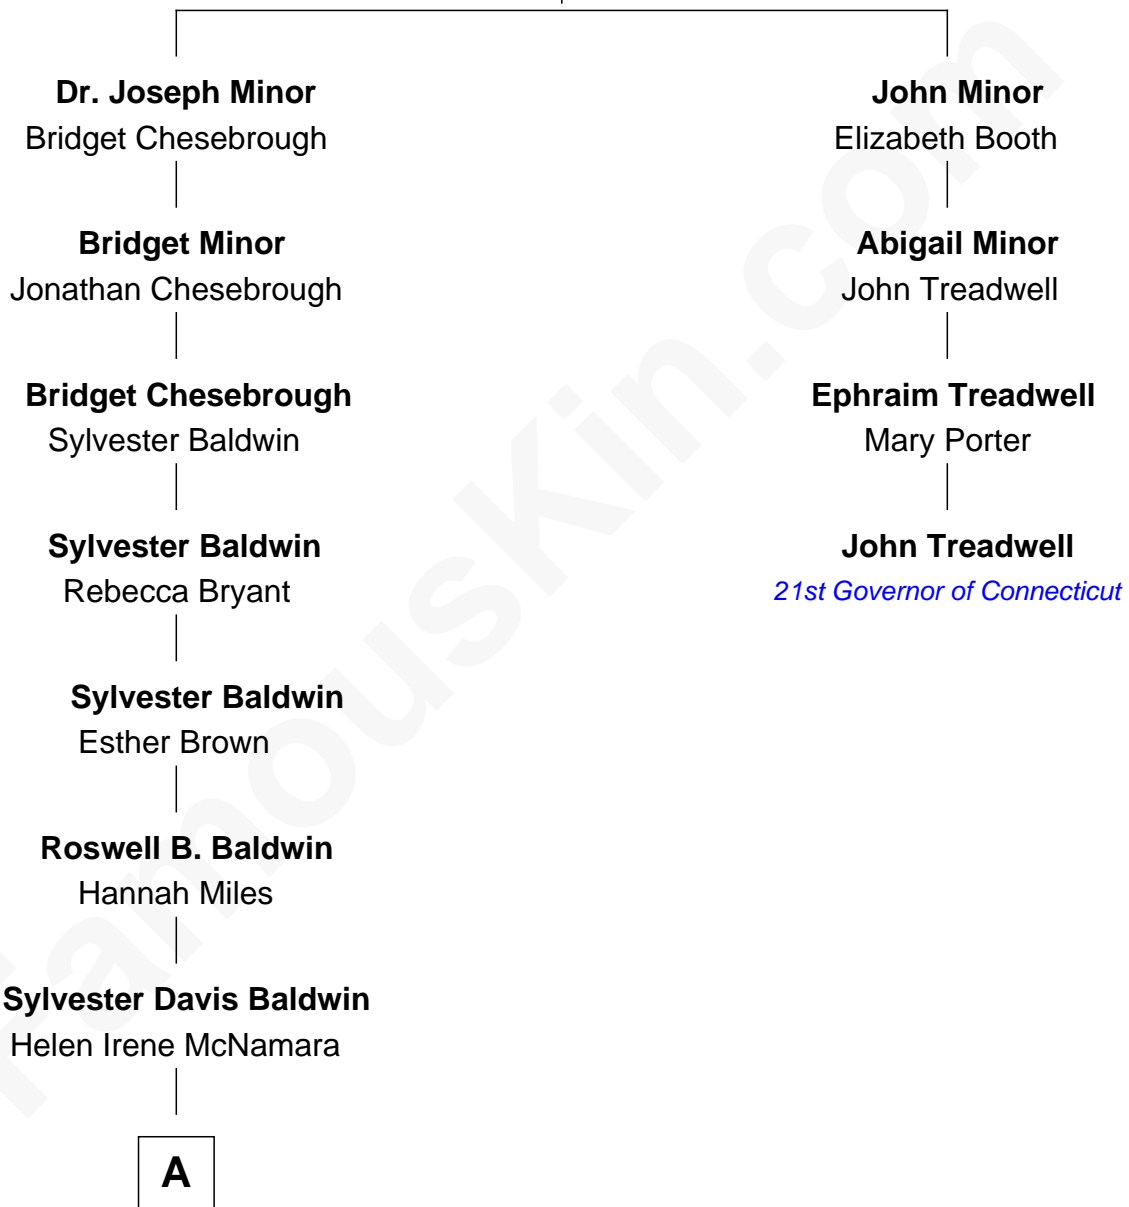 Dr. Joseph Minor
Bridget Chesebrough
John Minor
Elizabeth Booth
Bridget Minor
Jonathan Chesebrough
Abigail Minor
John Treadwell
Bridget Chesebrough
Sylvester Baldwin
Ephraim Treadwell
Mary Porter
Sylvester Baldwin
Rebecca Bryant
John Treadwell
21st Governor of Connecticut
Sylvester Baldwin
Esther Brown
Roswell B. Baldwin
Hannah Miles
Sylvester Davis Baldwin
Helen Irene McNamara
A
FamousKin.com